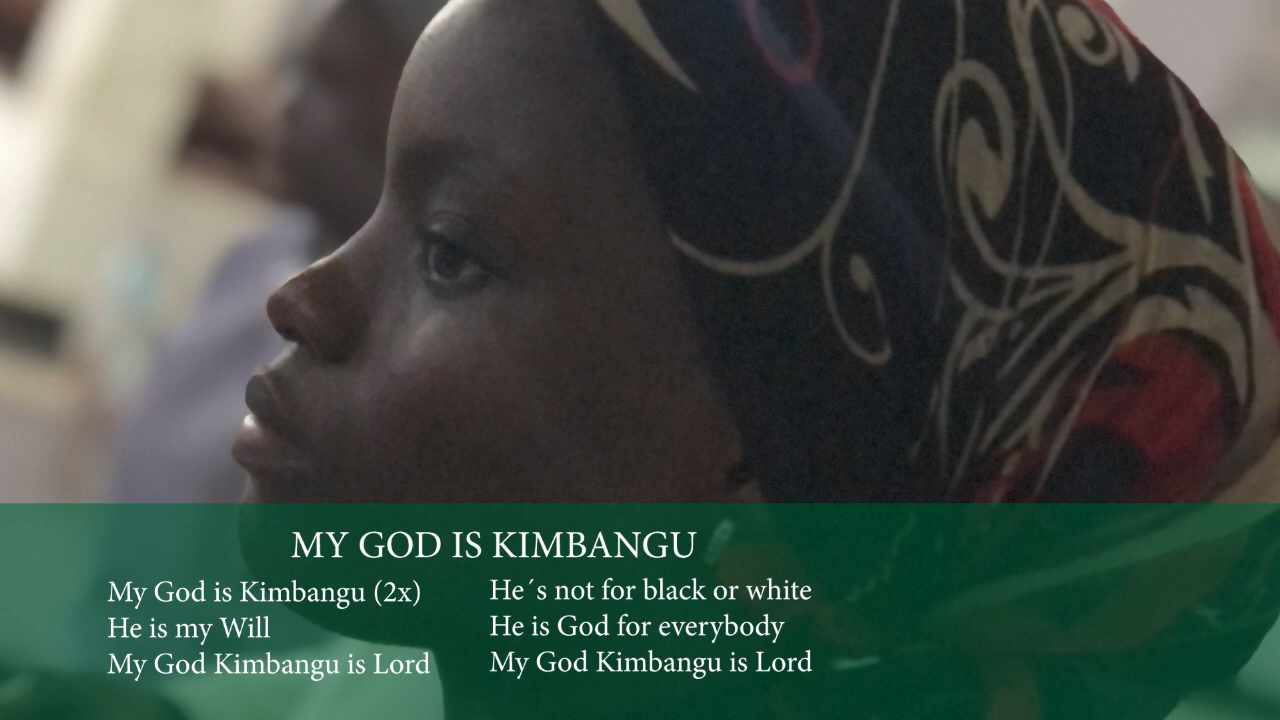 MY GOD IS KIMBANGU
My God is Kimbangu (2x)
He is my Will
My God Kimbangu is Lord
He´s not for black or white
He is God for everybody
My God Kimbangu is Lord